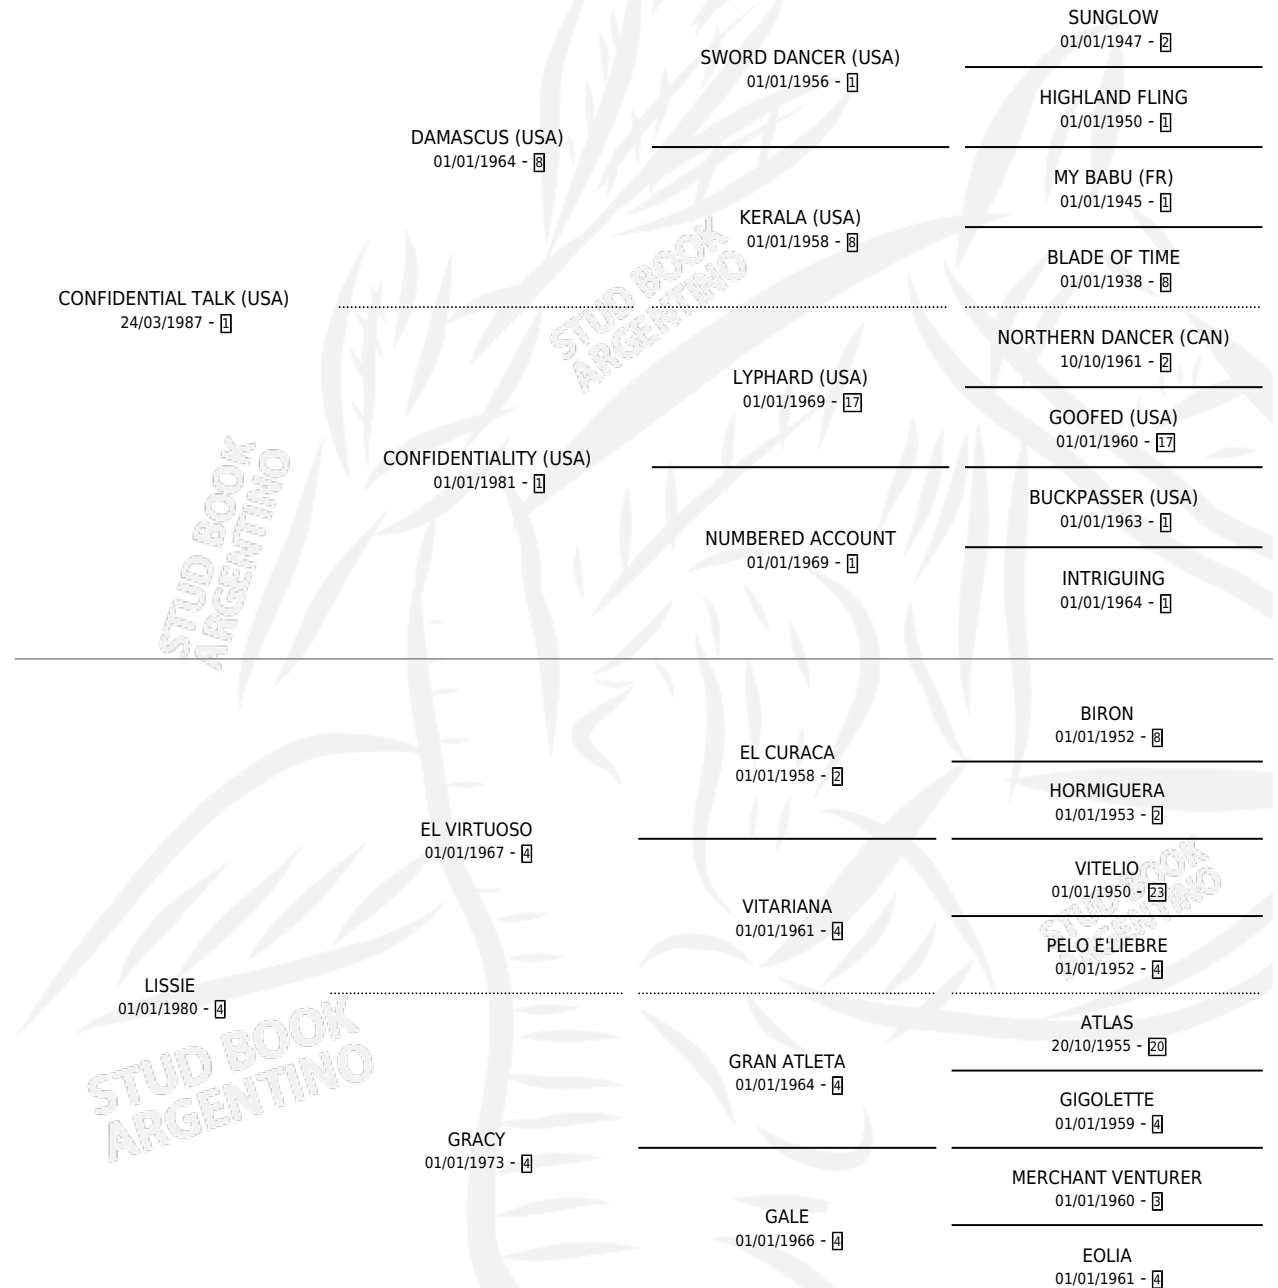 SUNGLOW
01/01/1947 - 2
SWORD DANCER (USA)
01/01/1956 - 1
HIGHLAND FLING
01/01/1950 - 1
DAMASCUS (USA)
01/01/1964 - 8
MY BABU (FR)
01/01/1945 - 1
KERALA (USA)
01/01/1958 - 8
BLADE OF TIME
01/01/1938 - 8
CONFIDENTIAL TALK (USA)
24/03/1987 - 1
NORTHERN DANCER (CAN)
10/10/1961 - 2
LYPHARD (USA)
01/01/1969 - 17
GOOFED (USA)
01/01/1960 - 17
CONFIDENTIALITY (USA)
01/01/1981 - 1
BUCKPASSER (USA)
01/01/1963 - 1
NUMBERED ACCOUNT
01/01/1969 - 1
INTRIGUING
01/01/1964 - 1
BIRON
01/01/1952 - 8
EL CURACA
01/01/1958 - 2
HORMIGUERA
01/01/1953 - 2
EL VIRTUOSO
01/01/1967 - 4
VITELIO
01/01/1950 - 23
VITARIANA
01/01/1961 - 4
PELO E'LIEBRE
01/01/1952 - 4
LISSIE
01/01/1980 - 4
ATLAS
20/10/1955 - 20
GRAN ATLETA
01/01/1964 - 4
GIGOLETTE
01/01/1959 - 4
GRACY
01/01/1973 - 4
MERCHANT VENTURER
01/01/1960 - 3
GALE
01/01/1966 - 4
EOLIA
01/01/1961 - 4
STUD BOOK
ARGENTINO
STUD BOOK
ARGENTINO
STUD BOOK
ARGENTINO
STUD BOOK
ARGENTINO